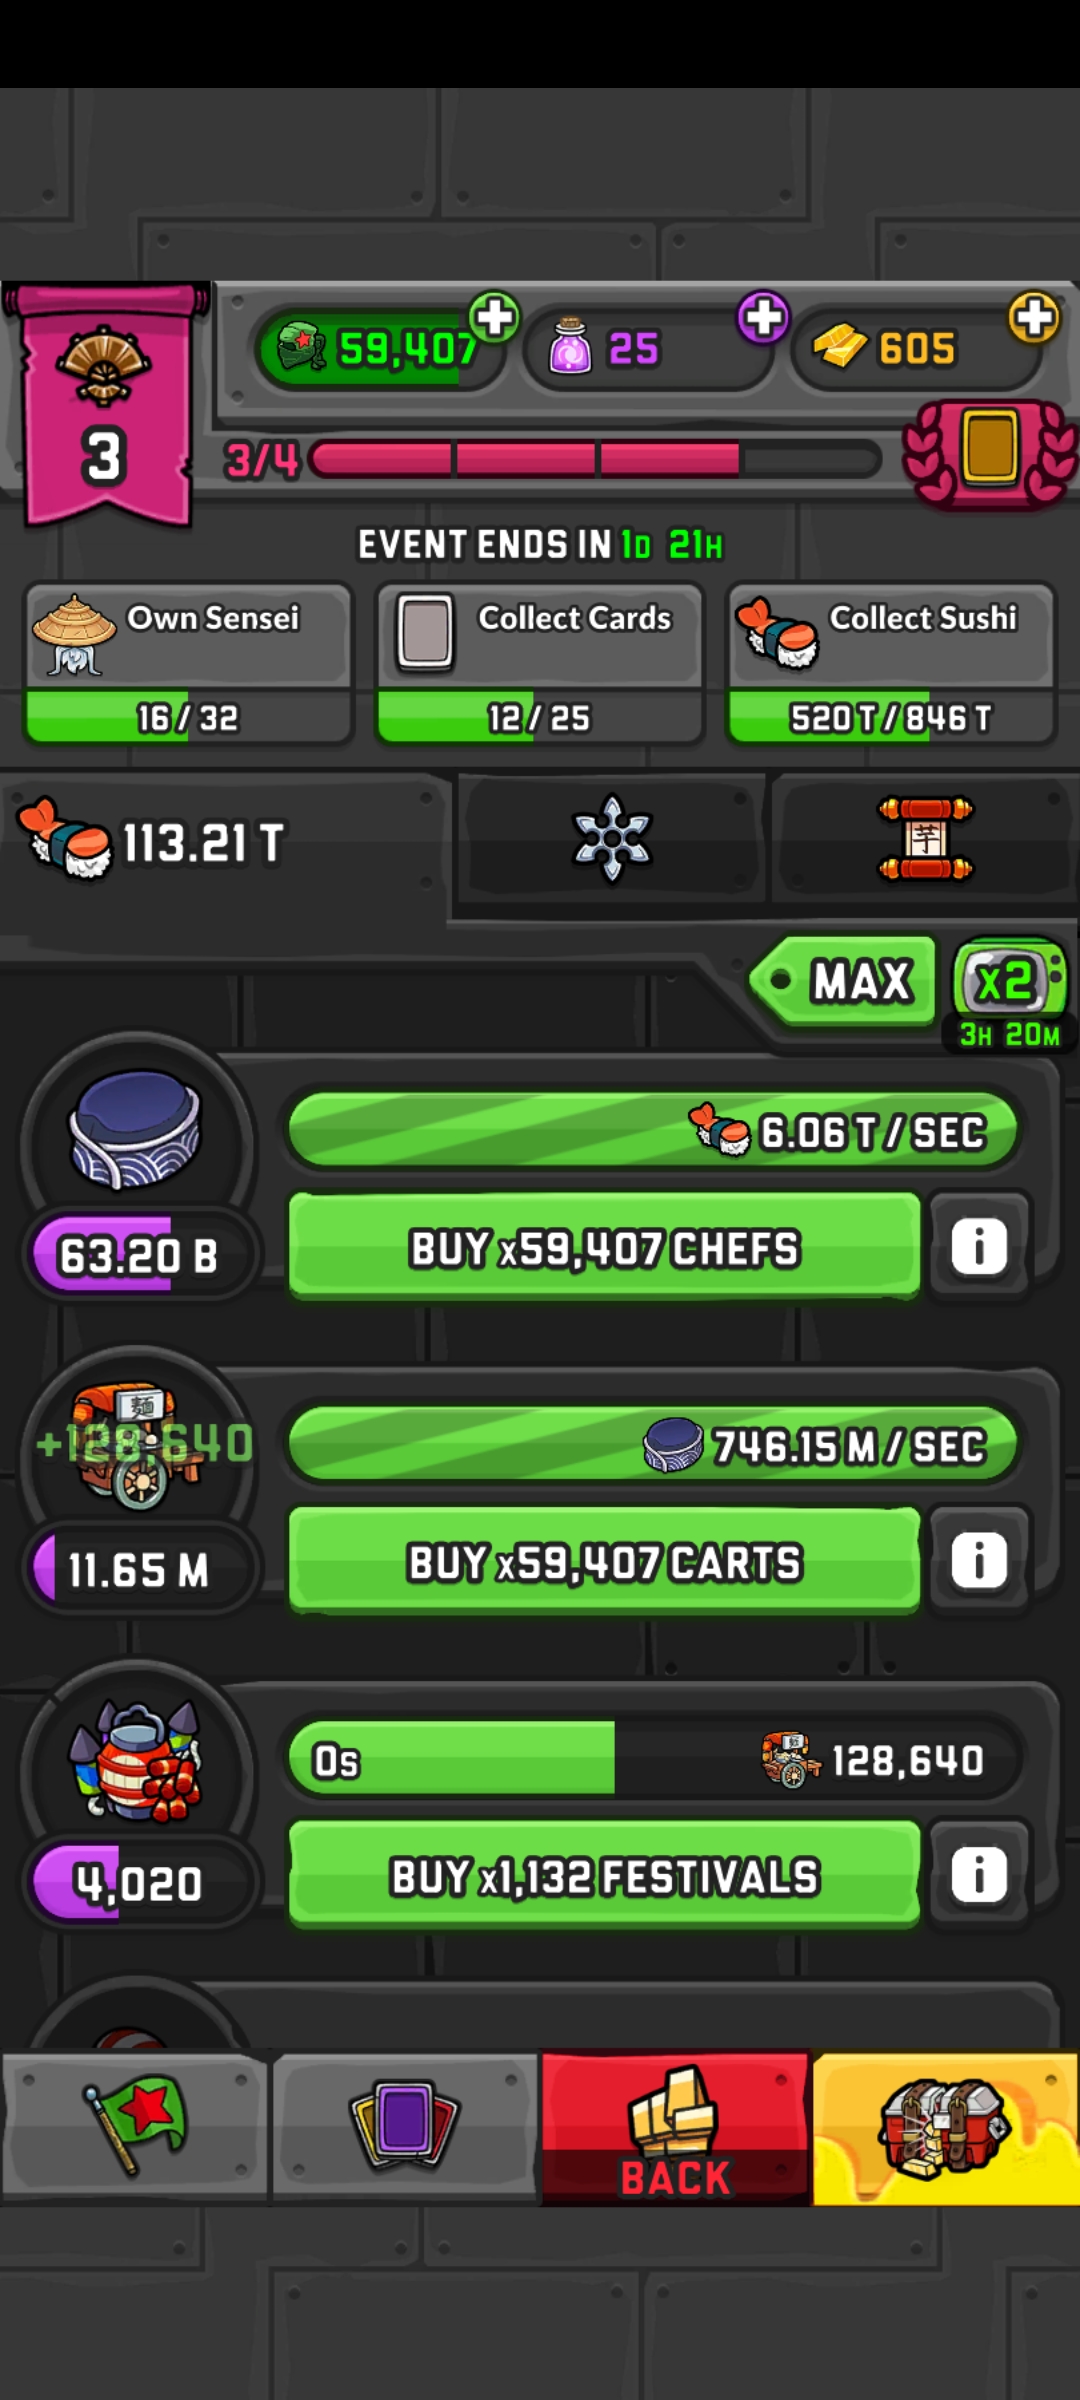 59,407
25
605
3
3/4
EVENT ENDS IN 1D 21H
Own Sensei
16 / 32
Collect Cards
12 / 25
Collect Sushi
520 T / 846 T
113.21 T
芋
MAX
x2
3H 20M
6.06 T / SEC
63.20 B
BUY x59,407 CHEFS
i
麺
+128,640
746.15 M / SEC
11.65 M
BUY x59,407 CARTS
i
0s
128,640
4,020
BUY x1,132 FESTIVALS
i
BACK